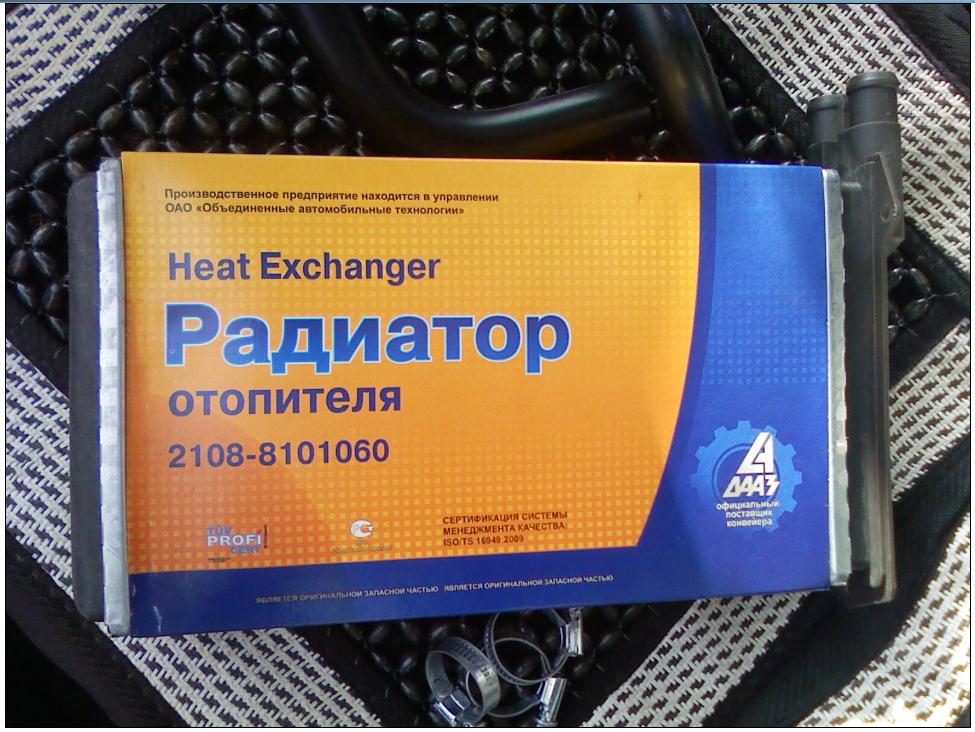 Производственное предприятие находится в управлении
ОАО «Объединенные автомобильные технологии»
Heat Exchanger
Радиатор
отопителя
2108-8101060
ДААЗ
официальный
поставщик
конвейера
TÜV
PROFI
CERT
СЕРТИФИКАЦИЯ СИСТЕМЫ
МЕНЕДЖМЕНТА КАЧЕСТВА:
ISO/TS 16949:2009
ЯВЛЯЕТСЯ ОРИГИНАЛЬНОЙ ЗАПАСНОЙ ЧАСТЬЮ ЯВЛЯЕТСЯ ОРИГИНАЛЬНОЙ ЗАПАСНОЙ ЧАСТЬЮ